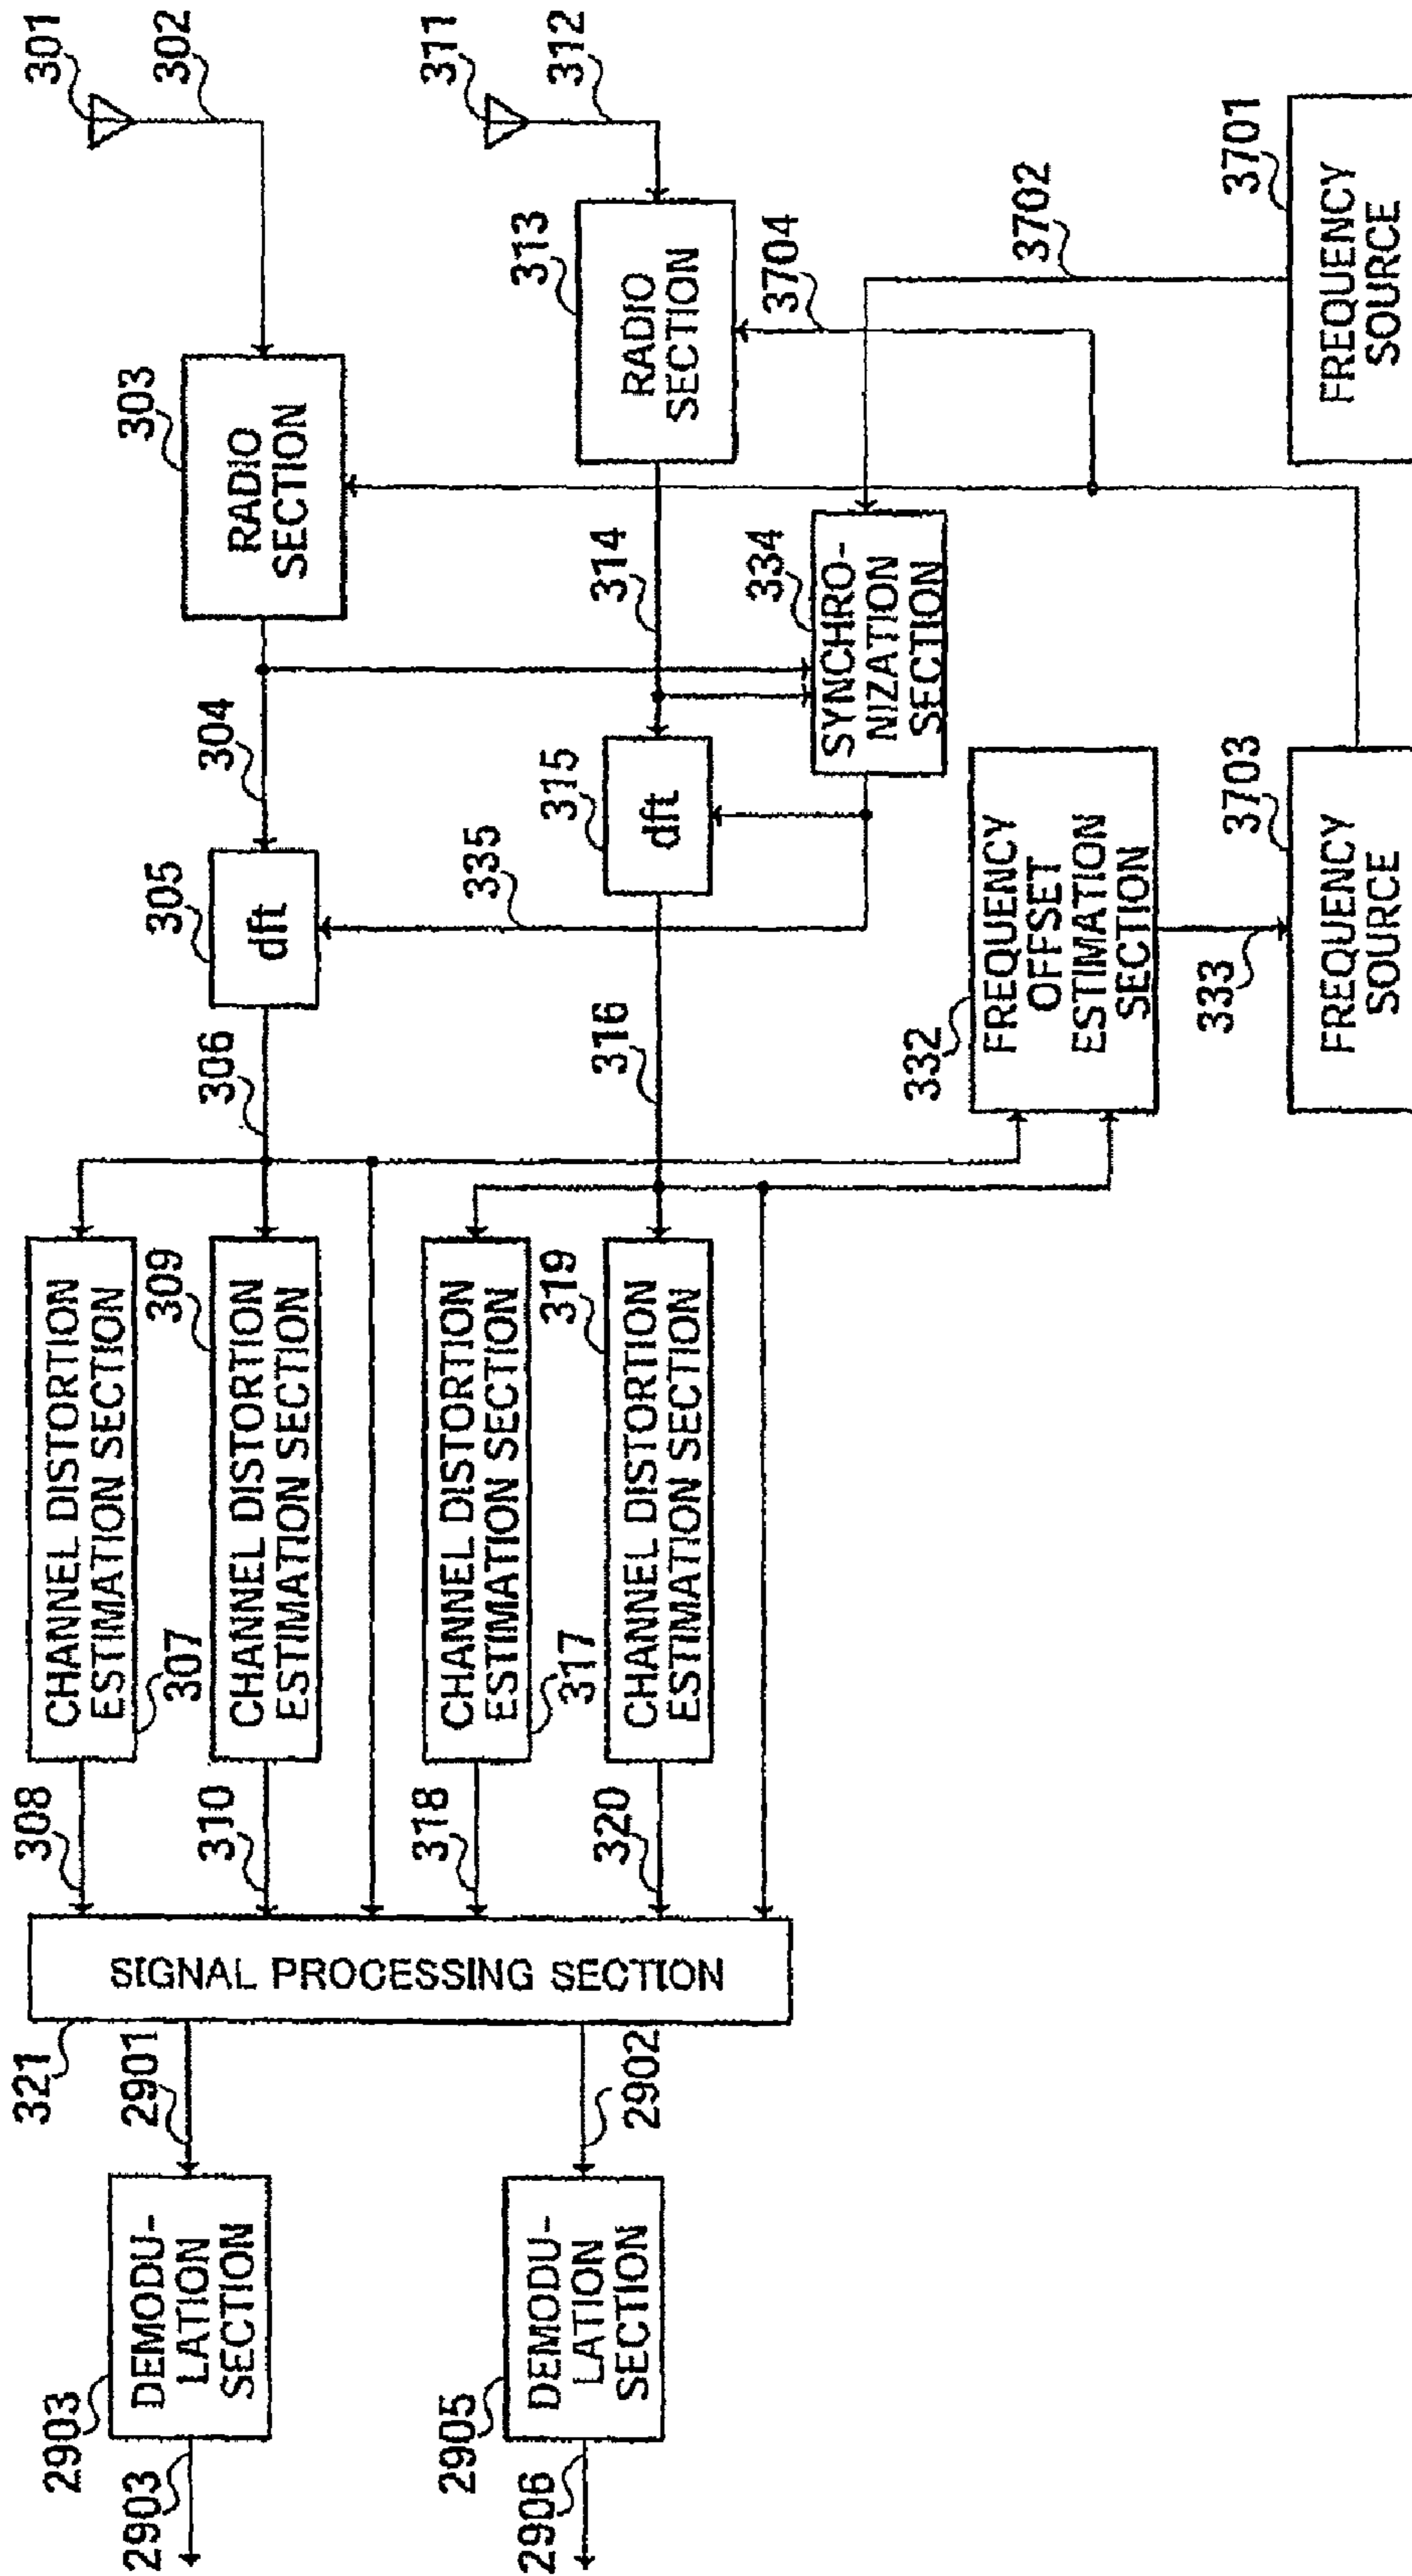 301
302
303
RADIO
SECTION
304
305
dft
306
CHANNEL DISTORTION
ESTIMATION SECTION
307
308
309
CHANNEL DISTORTION
ESTIMATION SECTION
310
311
312
313
RADIO
SECTION
314
315
dft
316
CHANNEL DISTORTION
ESTIMATION SECTION
317
318
319
CHANNEL DISTORTION
ESTIMATION SECTION
320
SIGNAL PROCESSING SECTION
321
2901
2902
2903
DEMODU-
LATION
SECTION
2903
2905
DEMODU-
LATION
SECTION
2906
334
SYNCHRO-
NIZATION
SECTION
335
332
FREQUENCY
OFFSET
ESTIMATION
SECTION
333
3701
FREQUENCY
SOURCE
3702
3703
FREQUENCY
SOURCE
3704